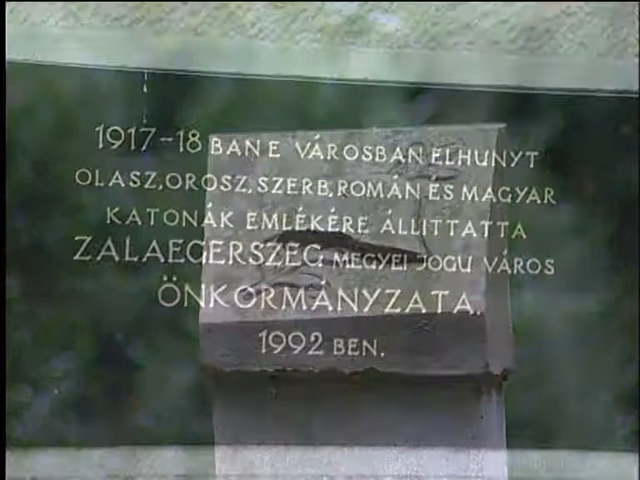 1917-18 BAN E VÁROSBAN ELHUNYT
OLASZ, OROSZ, SZERB, ROMÁN ÉS MAGYAR
KATONÁK EMLÉKÉRE ÁLLITTATTA
ZALAEGERSZEG MEGYEI JOGU VÁROS
ÖNKORMÁNYZATA.
1992 BEN.